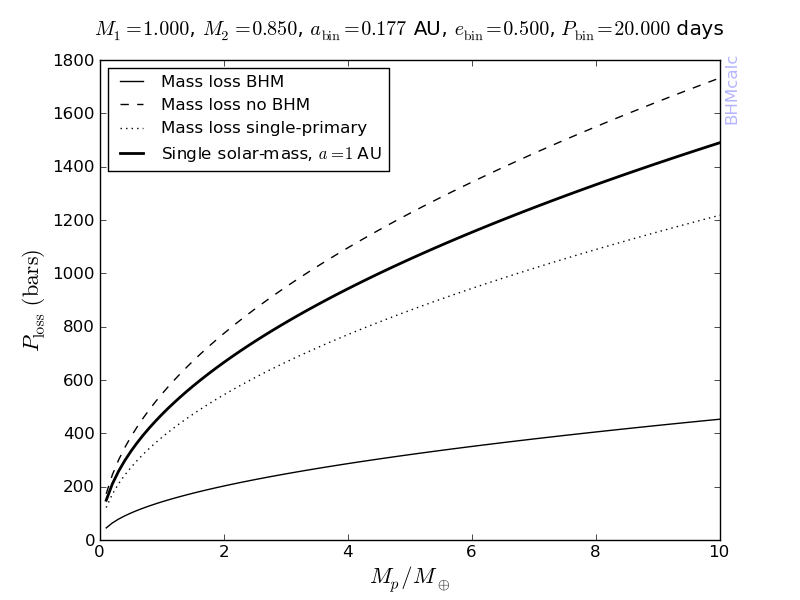 M₁ =1.000, M₂ =0.850, a_bin =0.177 AU, e_bin =0.500, P_bin =20.000 days
1800
1600
1400
1200
1000
800
600
400
200
0
P_loss (bars)
Mass loss BHM
Mass loss no BHM
Mass loss single-primary
Single solar-mass, a =1 AU
BHMcalc
0 2 4 6 8 10
M_p/M_⊕